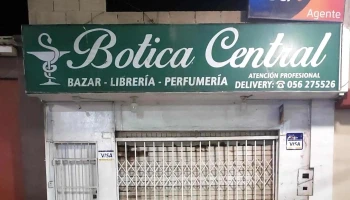 Agente
Botica Central
BAZAR - LIBRERÍA - PERFUMERÍA
ATENCIÓN PROFESIONAL
DELIVERY: ☎ 056 275526
VISA
VISA